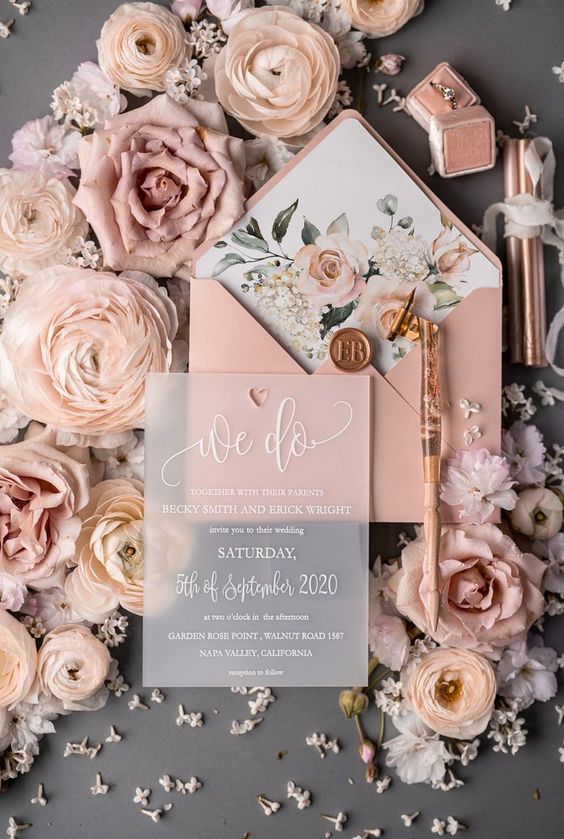 EB
we do
TOGETHER WITH THEIR PARENTS
BECKY SMITH AND ERICK WRIGHT
invite you to their wedding
SATURDAY,
5th of September 2020
at two o'clock in the afternoon
GARDEN ROSE POINT , WALNUT ROAD 1587
NAPA VALLEY, CALIFORNIA
reception to follow